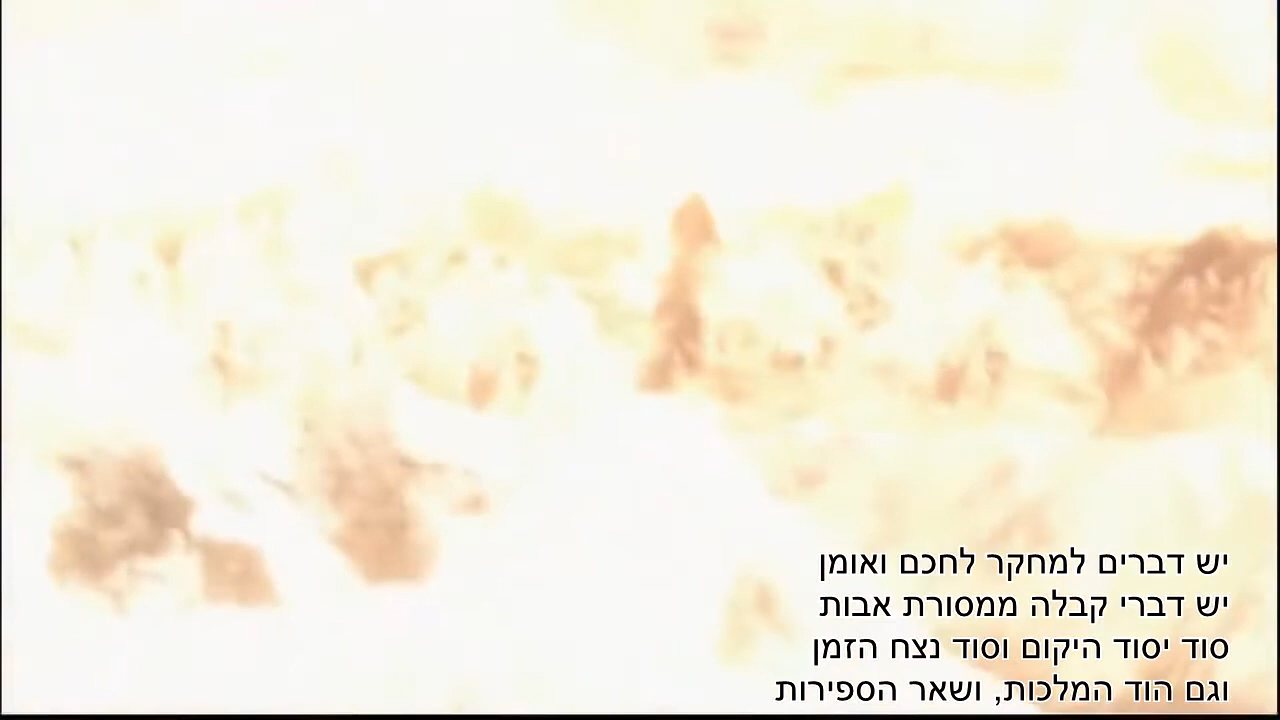 יש דברים למחקר לחכם ואומן
יש דברי קבלה ממסורת אבות
סוד יסוד היקום וסוד נצח הזמן
וגם הוד המלכות, ושאר הספירות